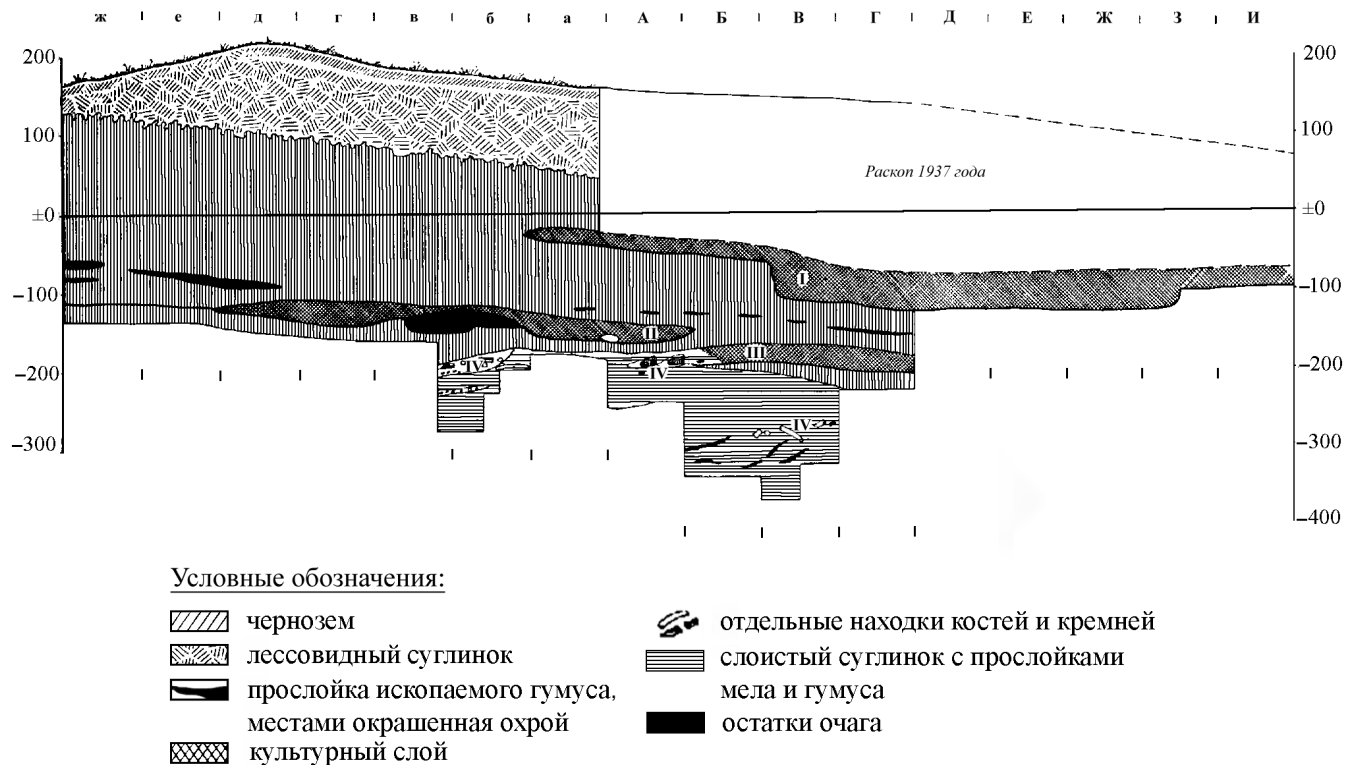 ж | е | д | г | в | б | а | А | Б | В | Г | Д | Е | Ж | З | И
200 200
100 100
Раскоп 1937 года
±0 ±0
I
–100 –100
II
III
–200 –200
IV IV
IV
–300 –300
–400
Условные обозначения:
чернозем
лессовидный суглинок
прослойка ископаемого гумуса,
местами окрашенная охрой
культурный слой
отдельные находки костей и кремней
слоистый суглинок с прослойками
мела и гумуса
остатки очага